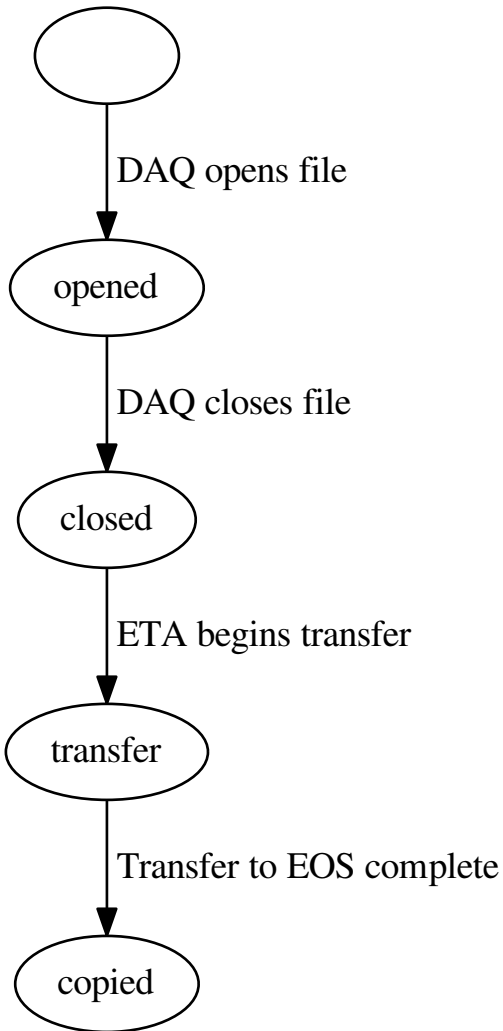 DAQ opens file
opened
DAQ closes file
closed
ETA begins transfer
transfer
Transfer to EOS complete
copied